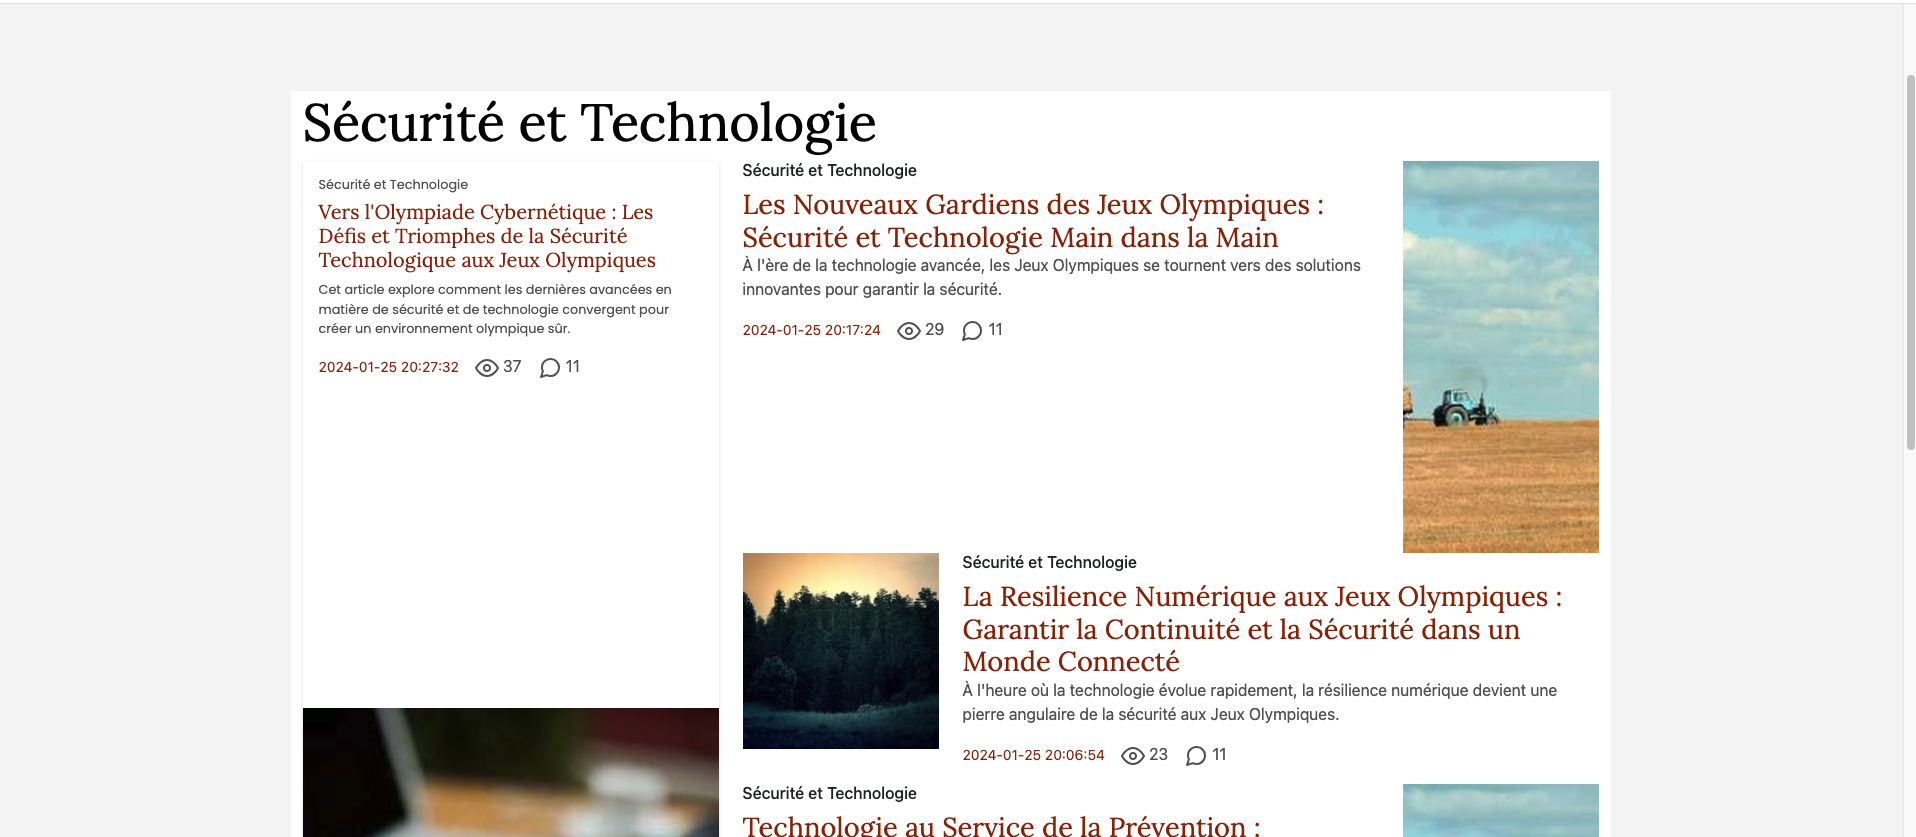 Sécurité et Technologie
Sécurité et Technologie
Vers l'Olympiade Cybernétique : Les
Défis et Triomphes de la Sécurité
Technologique aux Jeux Olympiques
Cet article explore comment les dernières avancées en
matière de sécurité et de technologie convergent pour
créer un environnement olympique sûr.
2024-01-25 20:27:32 37 11
Sécurité et Technologie
Les Nouveaux Gardiens des Jeux Olympiques :
Sécurité et Technologie Main dans la Main
À l'ère de la technologie avancée, les Jeux Olympiques se tournent vers des solutions
innovantes pour garantir la sécurité.
2024-01-25 20:17:24 29 11
Sécurité et Technologie
La Resilience Numérique aux Jeux Olympiques :
Garantir la Continuité et la Sécurité dans un
Monde Connecté
À l'heure où la technologie évolue rapidement, la résilience numérique devient une
pierre angulaire de la sécurité aux Jeux Olympiques.
2024-01-25 20:06:54 23 11
Sécurité et Technologie
Technologie au Service de la Prévention :